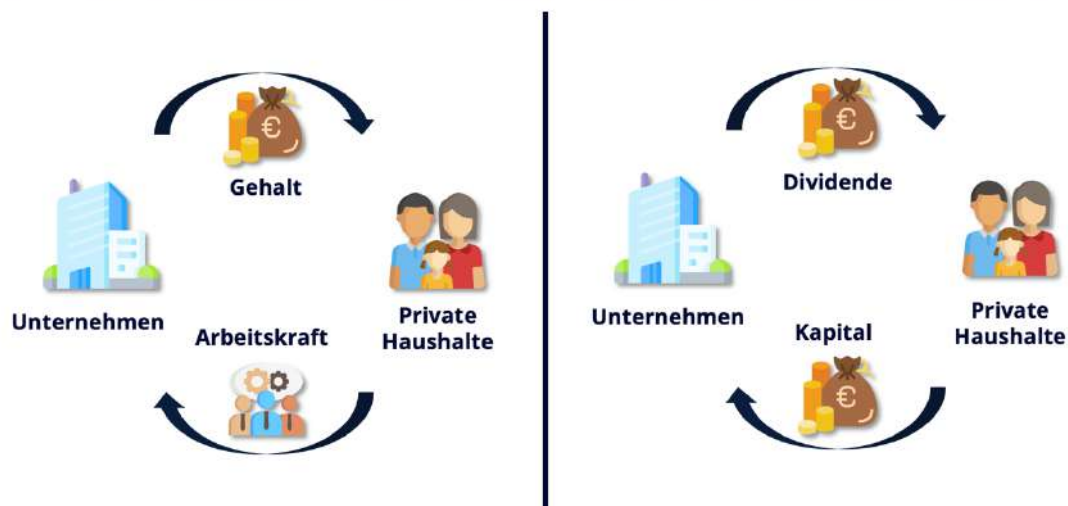 Gehalt
Unternehmen
Arbeitskraft
Private
Haushalte
Dividende
Unternehmen
Kapital
Private
Haushalte